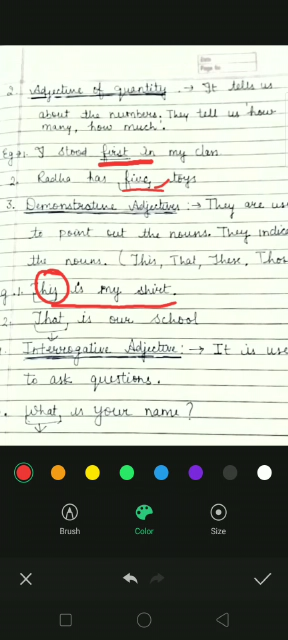 Date
Page No
2. Adjective of quantity → It tells us
about the numbers. They tell us how
many, how much.
Eg 1: I stood first in my class
2. Radha has five toys
3. Demonstrative Adjectives: → They are us
to point out the nouns. They indic
the nouns. (This, That, These, Thos
g. 1. This is my shirt.
2. That is our school
Interrogative Adjective: → It is use
to ask questions.
. What is your name?
Brush
Color
Size